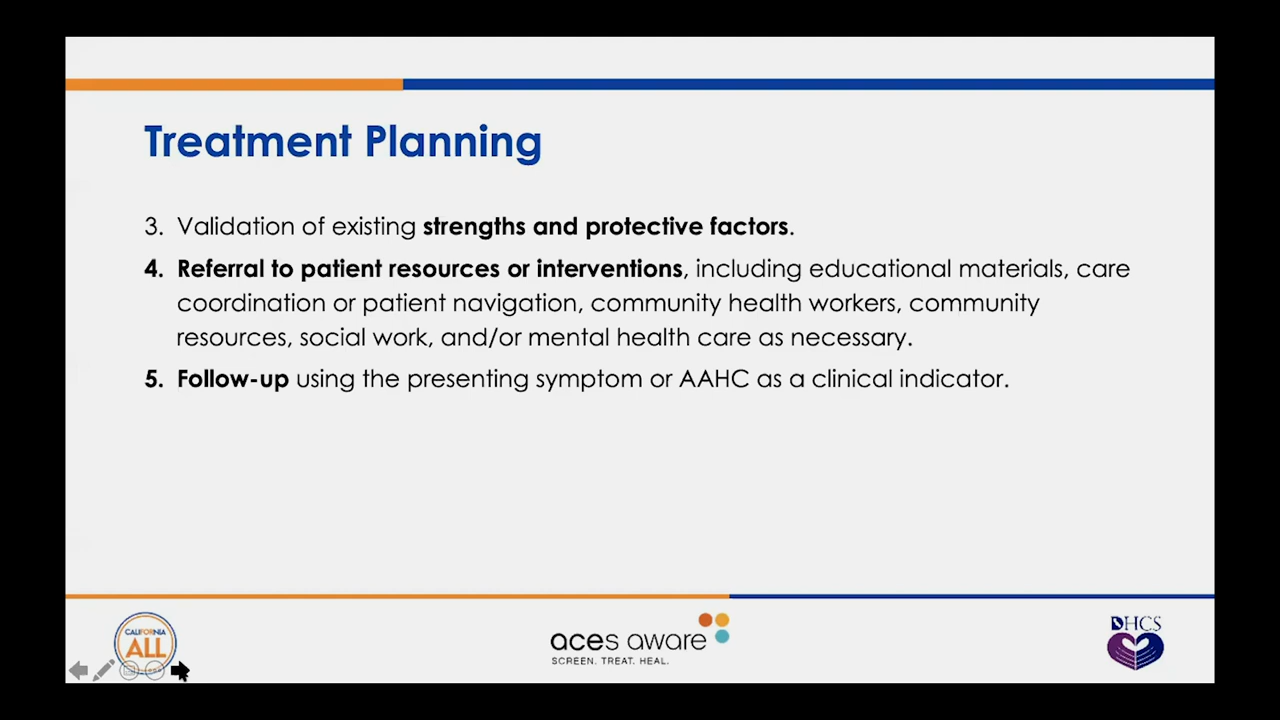 Treatment Planning
3. Validation of existing strengths and protective factors.
4. Referral to patient resources or interventions, including educational materials, care
coordination or patient navigation, community health workers, community
resources, social work, and/or mental health care as necessary.
5. Follow-up using the presenting symptom or AAHC as a clinical indicator.
CALIFORNIA
ALL
aces aware
SCREEN. TREAT. HEAL.
DHCS